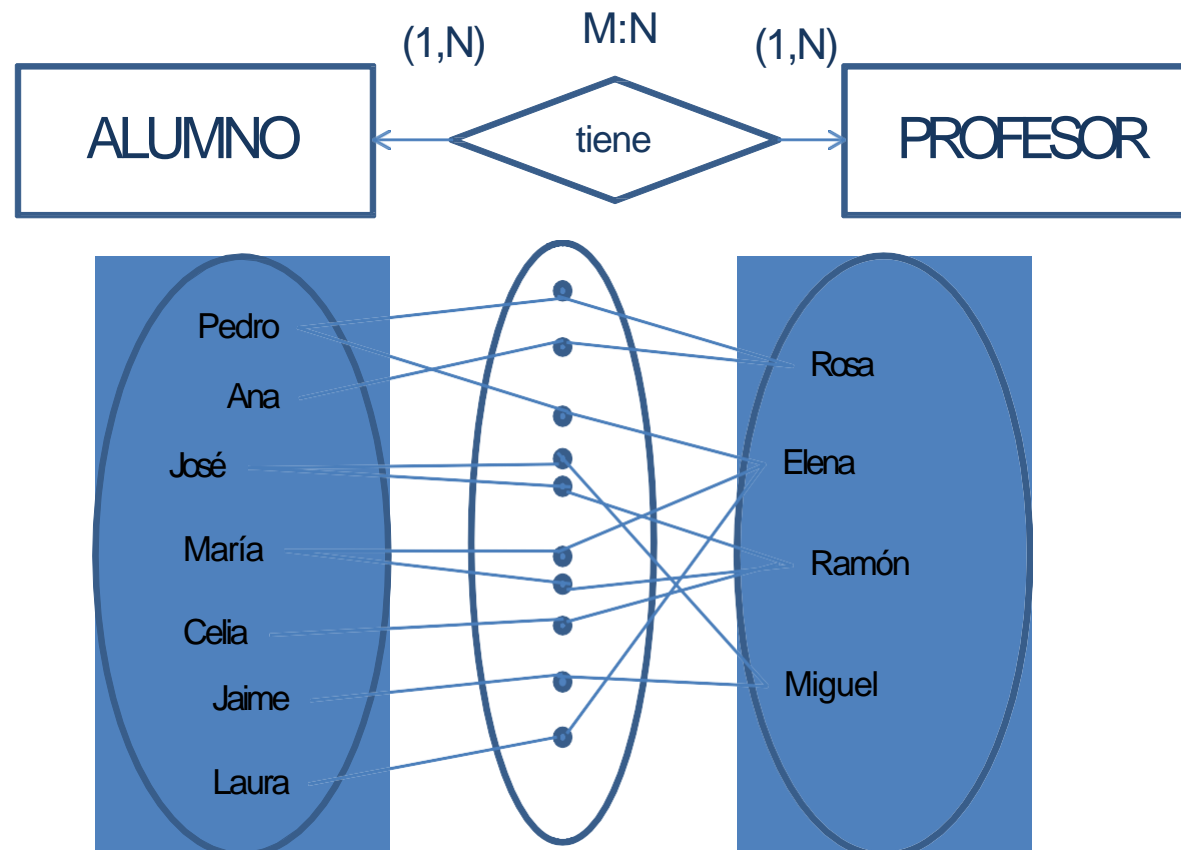 M:N
(1,N) (1,N)
ALUMNO tiene PROFESOR
Pedro
Ana
José
María
Celia
Jaime
Laura
Rosa
Elena
Ramón
Miguel